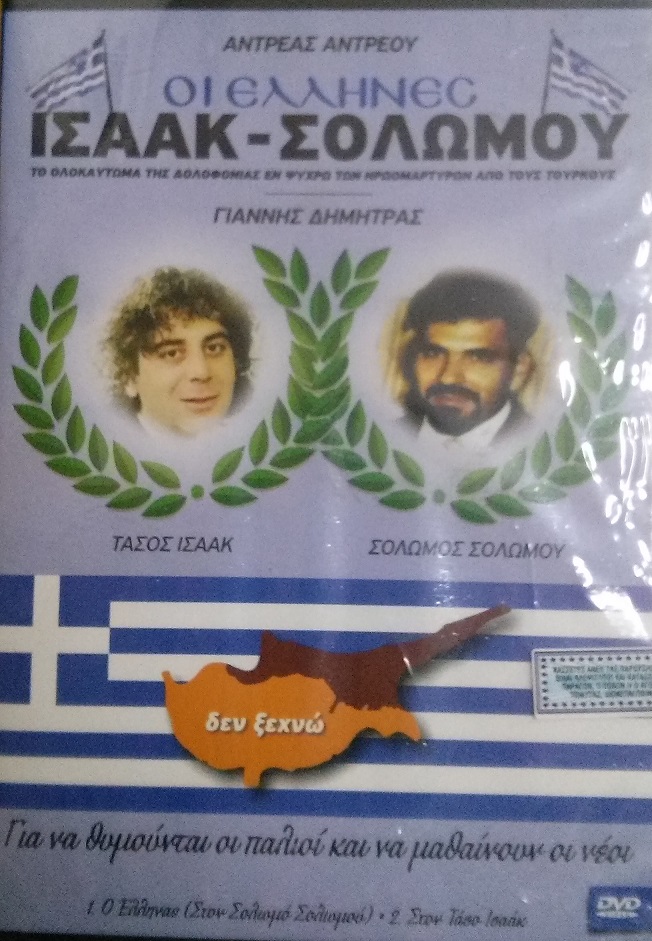 ΑΝΤΡΕΑΣ ΑΝΤΡΕΟΥ
ΟΙ ΕΛΛΗΝΕΣ
ΙΣΑΑΚ-ΣΟΛΩΜΟΥ
ΤΟ ΟΛΟΚΑΥΤΩΜΑ ΤΗΣ ΔΟΛΟΦΟΝΙΑΣ ΕΝ ΨΥΧΡΩ ΤΩΝ ΗΡΩΟΜΑΡΤΥΡΩΝ ΑΠΟ ΤΟΥΣ ΤΟΥΡΚΟΥΣ
ΓΙΑΝΝΗΣ ΔΗΜΗΤΡΑΣ
ΤΑΣΟΣ ΙΣΑΑΚ ΣΟΛΩΜΟΣ ΣΟΛΩΜΟΥ
δεν ξεχνώ
Για να θυμούνται οι παλιοί και να μαθαίνουν οι νέοι
1. Ο Έλληνας (Στον Σολωμό Σολωμού) • 2. Στον Τάσο Ισαάκ
DVD